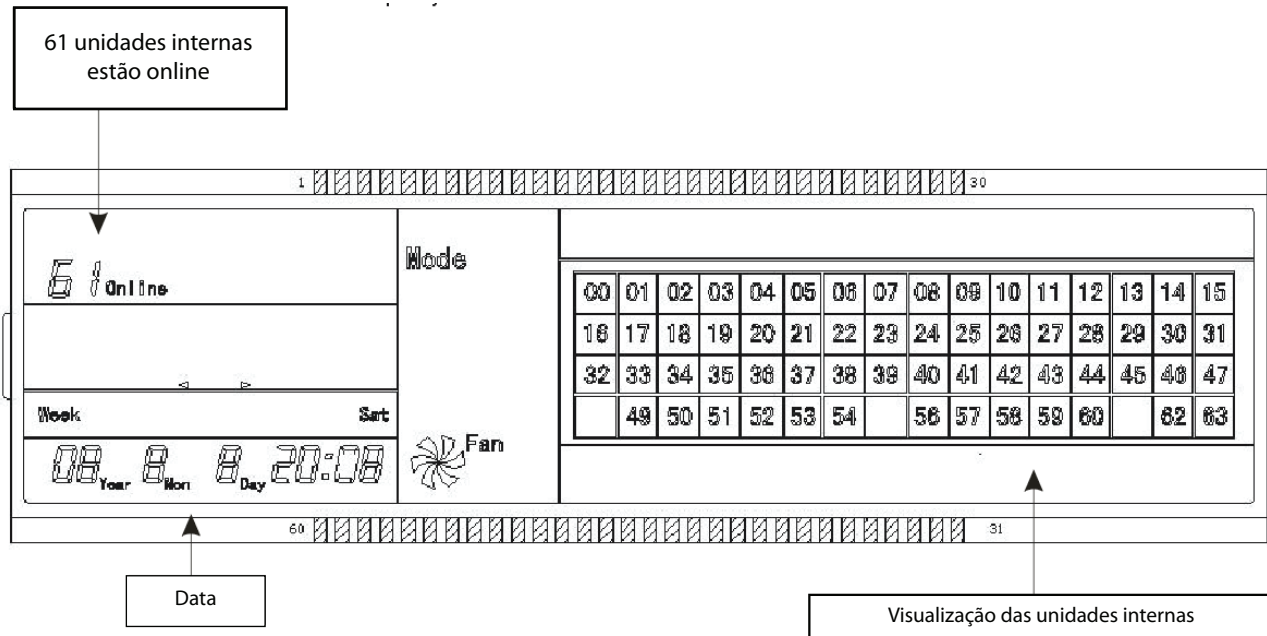 61 unidades internas
estão online
1 30
61 Online
Mode
00 01 02 03 04 05 06 07 08 09 10 11 12 13 14 15
16 17 18 19 20 21 22 23 24 25 26 27 28 29 30 31
32 33 34 35 36 37 38 39 40 41 42 43 44 45 46 47
49 50 51 52 53 54 56 57 58 59 60 62 63
Week Sat
08 Year 8 Mon 8 Day 20:08
Fan
60 31
Data
Visualização das unidades internas